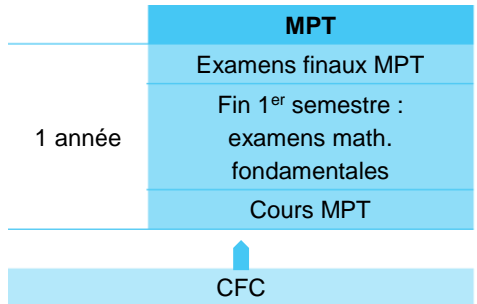 MPT
Examens finaux MPT
1 année
Fin 1er semestre :
examens math.
fondamentales
Cours MPT
CFC